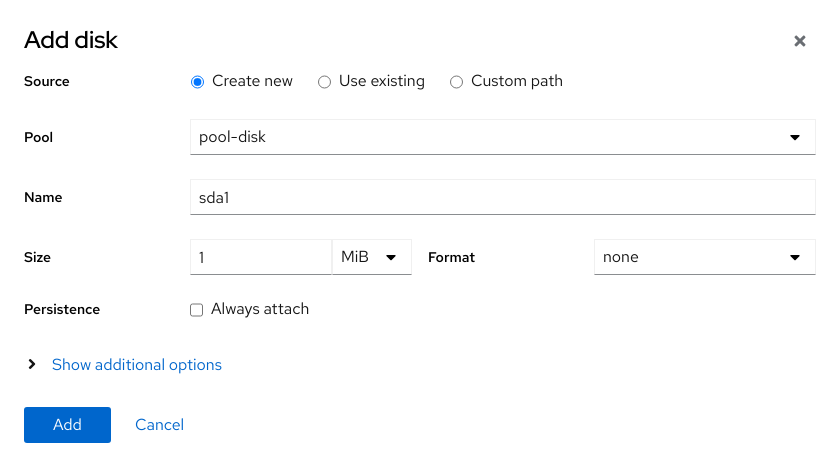 Add disk
Source Create new Use existing Custom path
Pool pool-disk
Name sda1
Size 1 MiB Format none
Persistence Always attach
Show additional options
Add Cancel